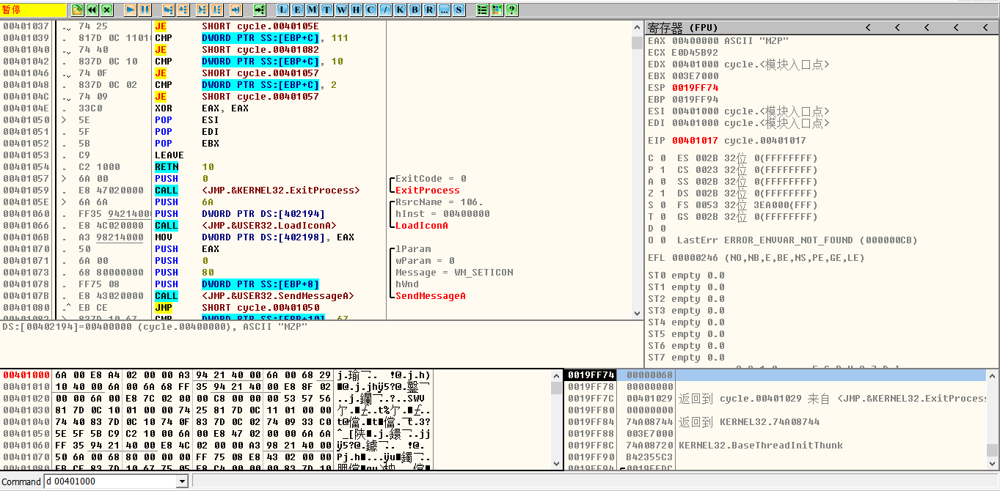 暂停
L E M T W H C / K B R ... S ?
00401037 .⌄ 74 25 JE SHORT cycle.0040105E
00401039 . 817D 0C 11010 CMP DWORD PTR SS:[EBP+C], 111
00401040 .⌄ 74 40 JE SHORT cycle.00401082
00401042 . 837D 0C 10 CMP DWORD PTR SS:[EBP+C], 10
00401046 .⌄ 74 0F JE SHORT cycle.00401057
00401048 . 837D 0C 02 CMP DWORD PTR SS:[EBP+C], 2
0040104C .⌄ 74 09 JE SHORT cycle.00401057
0040104E . 33C0 XOR EAX, EAX
00401050 > 5E POP ESI
00401051 . 5F POP EDI
00401052 . 5B POP EBX
00401053 . C9 LEAVE
00401054 . C2 1000 RETN 10
00401057 > 6A 00 PUSH 0 ExitCode = 0
00401059 . E8 47020000 CALL <JMP.&KERNEL32.ExitProcess> ExitProcess
0040105E > 6A 6A PUSH 6A RsrcName = 106.
00401060 . FF35 94214000 PUSH DWORD PTR DS:[402194] hInst = 00400000
00401066 . E8 4C020000 CALL <JMP.&USER32.LoadIconA> LoadIconA
0040106B . A3 98214000 MOV DWORD PTR DS:[402198], EAX
00401070 . 50 PUSH EAX lParam
00401071 . 6A 00 PUSH 0 wParam = 0
00401073 . 68 80000000 PUSH 80 Message = WM_SETICON
00401078 . FF75 08 PUSH DWORD PTR SS:[EBP+8] hWnd
0040107B . E8 43020000 CALL <JMP.&USER32.SendMessageA> SendMessageA
00401080 .^ EB CE JMP SHORT cycle.00401050
00401082 > 837D 10 67 CMP DWORD PTR SS:[EBP+10], 67
DS:[00402194]=00400000 (cycle.00400000), ASCII "MZP"
寄存器 (FPU) < < < < <
EAX 00400000 ASCII "MZP"
ECX E0D45B92
EDX 00401000 cycle.<模块入口点>
EBX 003E7000
ESP 0019FF74
EBP 0019FF94
ESI 00401000 cycle.<模块入口点>
EDI 00401000 cycle.<模块入口点>
EIP 00401017 cycle.00401017
C 0 ES 002B 32位 0(FFFFFFFF)
P 1 CS 0023 32位 0(FFFFFFFF)
A 0 SS 002B 32位 0(FFFFFFFF)
Z 1 DS 002B 32位 0(FFFFFFFF)
S 0 FS 0053 32位 3EA000(FFF)
T 0 GS 002B 32位 0(FFFFFFFF)
D 0
O 0 LastErr ERROR_ENVVAR_NOT_FOUND (000000CB)
EFL 00000246 (NO,NB,E,BE,NS,PE,GE,LE)
ST0 empty 0.0
ST1 empty 0.0
ST2 empty 0.0
ST3 empty 0.0
ST4 empty 0.0
ST5 empty 0.0
ST6 empty 0.0
ST7 empty 0.0
00401000 6A 00 E8 A4 02 00 00 A3 94 21 40 00 6A 00 68 29
00401010 10 40 00 6A 00 6A 68 FF 35 94 21 40 00 E8 8F 02
00401020 00 00 6A 00 E8 7C 02 00 00 C8 00 00 00 53 57 56
00401030 81 7D 0C 10 01 00 00 74 25 81 7D 0C 11 01 00 00
00401040 74 40 83 7D 0C 10 74 0F 83 7D 0C 02 74 09 33 C0
00401050 5E 5F 5B C9 C2 10 00 6A 00 E8 47 02 00 00 6A 6A
00401060 FF 35 94 21 40 00 E8 4C 02 00 00 A3 98 21 40 00
00401070 50 6A 00 68 80 00 00 00 FF 75 08 E8 43 02 00 00
00401080 EB CE 83 7D 10 67 75 05 E8 C4 00 00 00 83 7D 10
0019FF74 00000068
0019FF78 00000000
0019FF7C 00401029 返回到 cycle.00401029 来自 <JMP.&KERNEL32.ExitProces
0019FF80 00000000
0019FF84 74A08744 返回到 KERNEL32.74A08744
0019FF88 003E7000
0019FF8C 74A08720 KERNEL32.BaseThreadInitThunk
0019FF90 B42355C3
0019FF94 0019FFDC
Command d 00401000